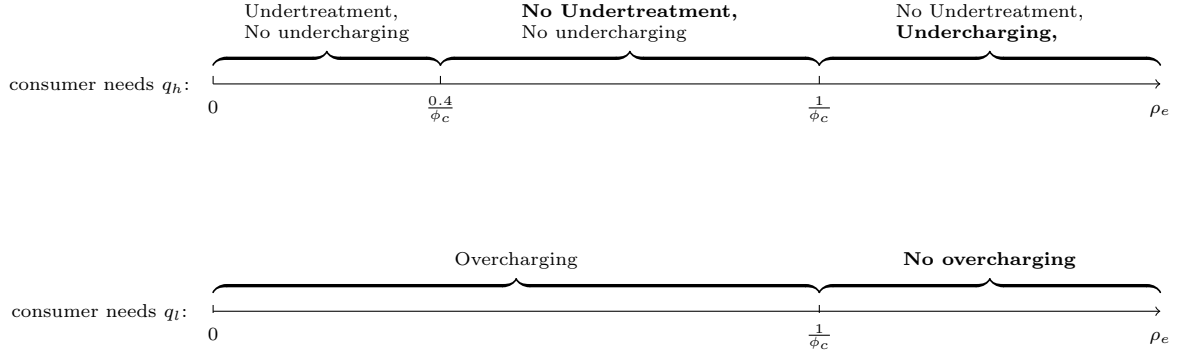 Undertreatment,
No undercharging
No Undertreatment,
No undercharging
No Undertreatment,
Undercharging,
consumer needs q_h:
0
0.4/ϕ_c
1/ϕ_c
ρ_e
Overcharging
No overcharging
consumer needs q_l:
0
1/ϕ_c
ρ_e